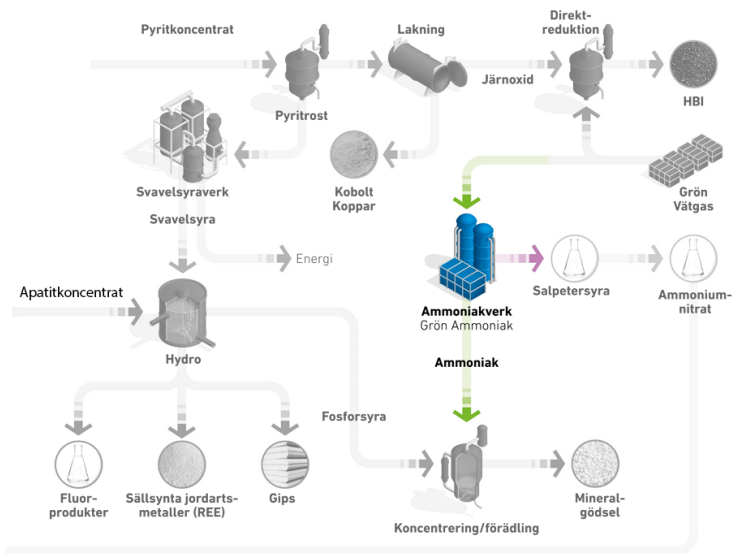 Pyritkoncentrat
Lakning
Direkt-
reduktion
Järnoxid
Pyritrost
HBI
Svavelsyraverk
Kobolt
Koppar
Grön
Vätgas
Svavelsyra
Energi
Apatitkoncentrat
Salpetersyra
Ammonium-
nitrat
Ammoniakverk
Grön Ammoniak
Hydro
Ammoniak
Fosforsyra
Fluor-
produkter
Sällsynta jordarts-
metaller (REE)
Gips
Mineral-
gödsel
Koncentrering/förädling